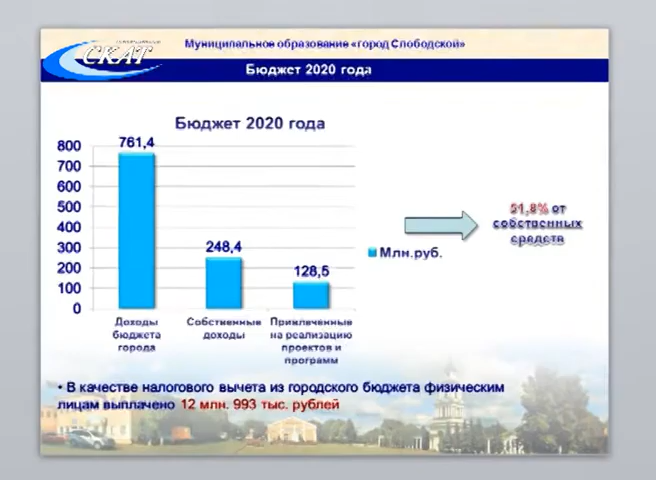 СКАТ
Муниципальное образование «город Слободской»
Бюджет 2020 года
Бюджет 2020 года
800
700
600
500
400
300
200
100
0
761,4
248,4
128,5
Доходы
бюджета
города
Собственные
доходы
Привлечённые
на реализацию
проектов и
программ
Млн.руб.
51,8% от
собственных
средств
• В качестве налогового вычета из городского бюджета физическим
лицам выплачено 12 млн. 993 тыс. рублей